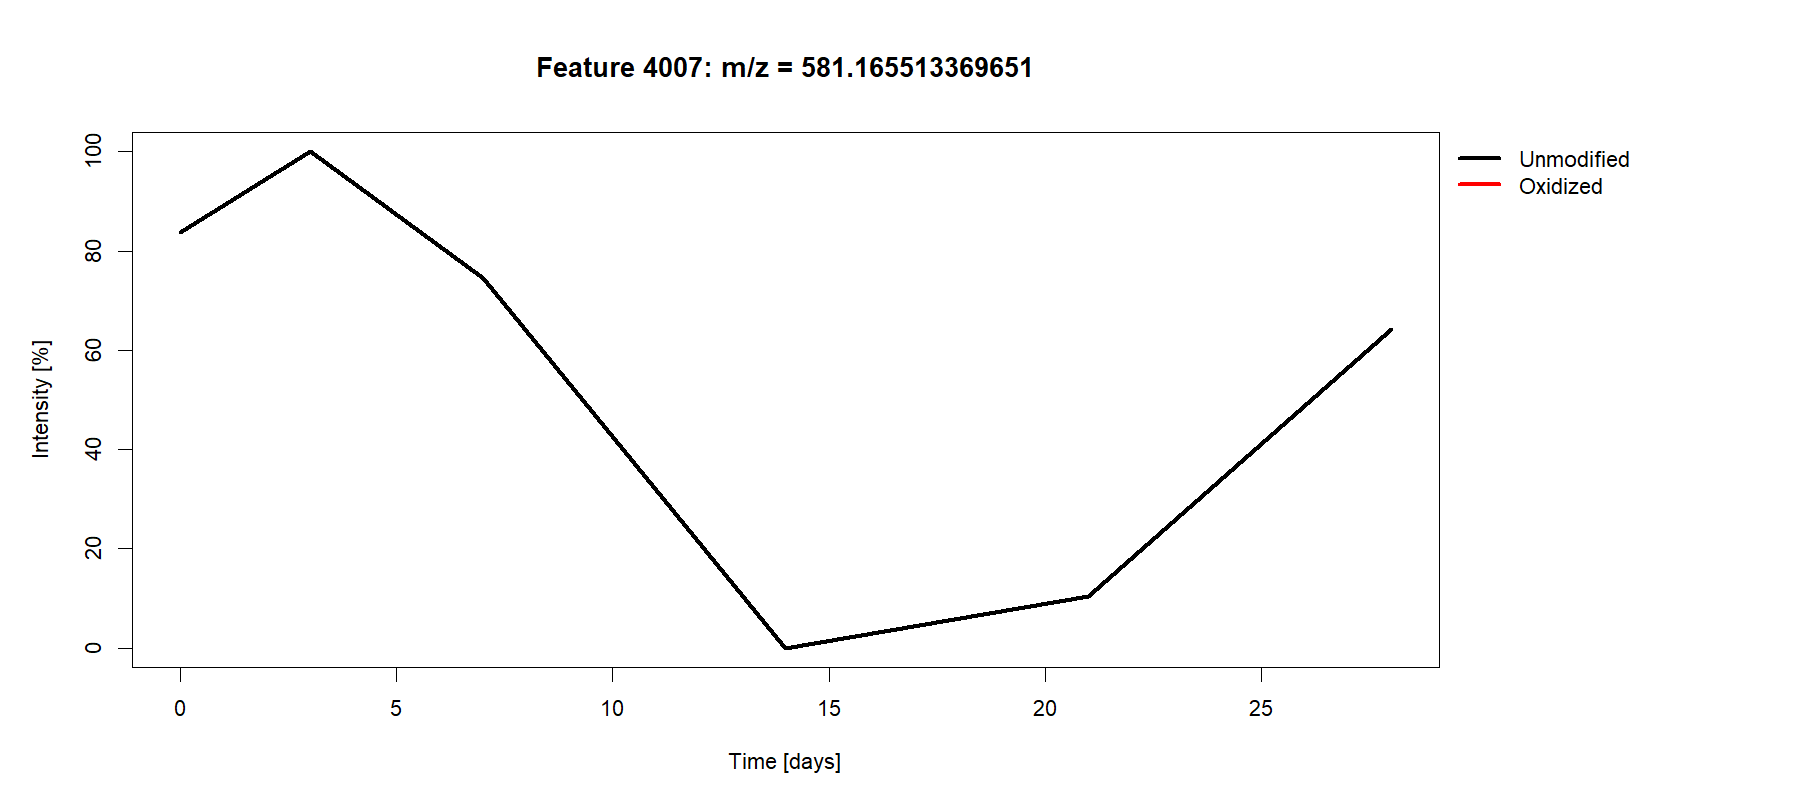 Feature 4007: m/z = 581.165513369651
Unmodified
Oxidized
Intensity [%]
100
80
60
40
20
0
0 5 10 15 20 25
Time [days]